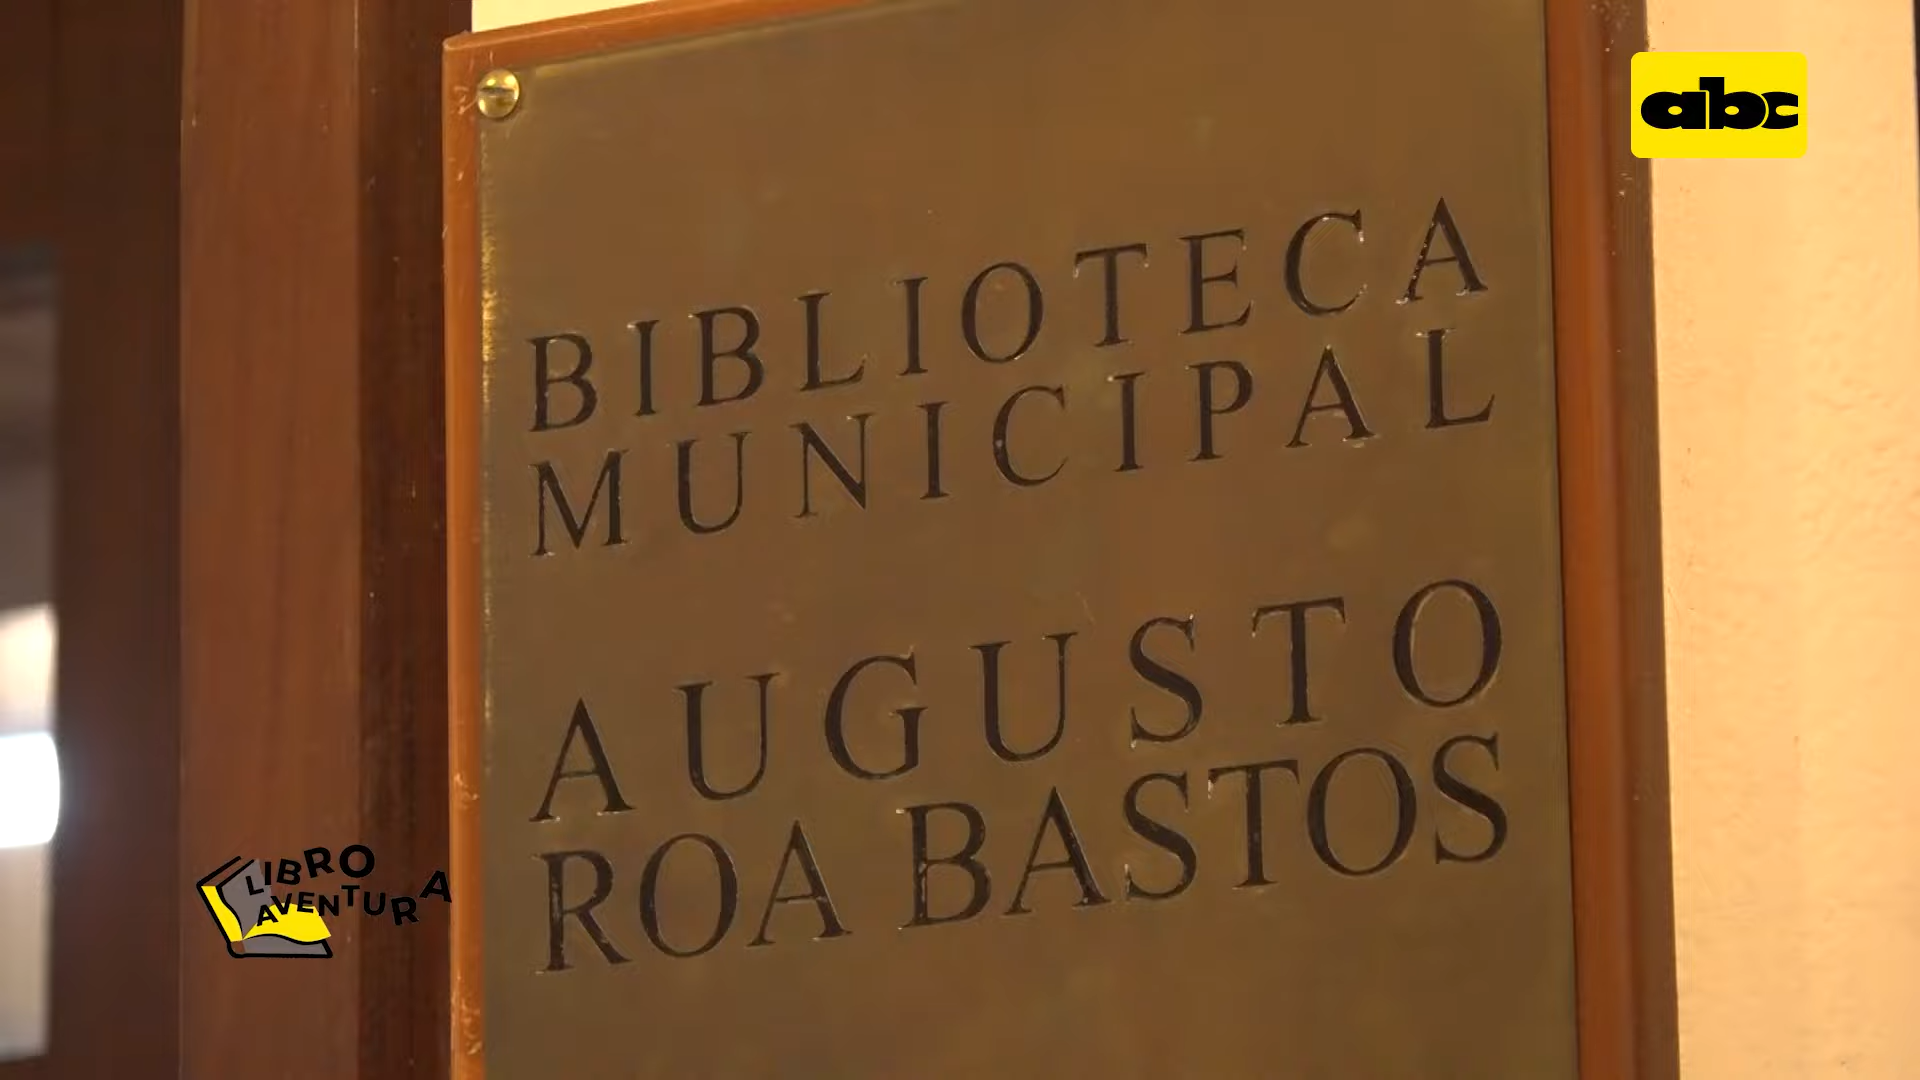 abc
BIBLIOTECA
MUNICIPAL
AUGUSTO
ROA BASTOS
LIBRO
AVENTURA